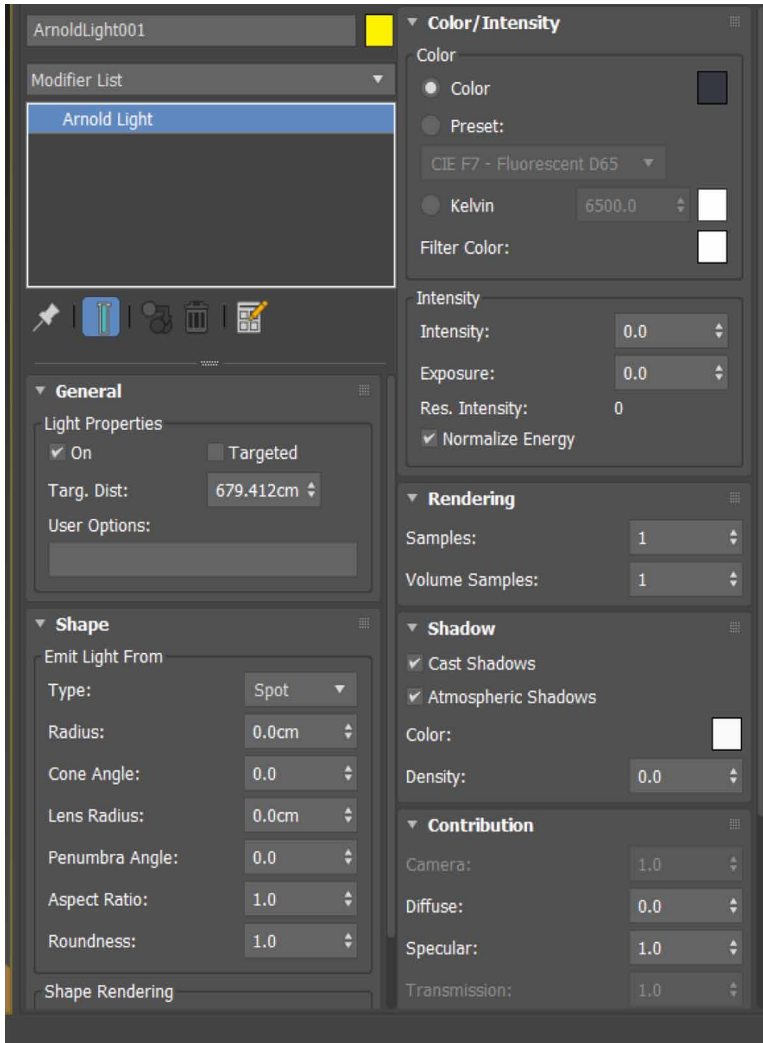 ArnoldLight001
Modifier List
Arnold Light
General
Light Properties
On Targeted
Targ. Dist: 679.412cm
User Options:
Shape
Emit Light From
Type: Spot
Radius: 0.0cm
Cone Angle: 0.0
Lens Radius: 0.0cm
Penumbra Angle: 0.0
Aspect Ratio: 1.0
Roundness: 1.0
Shape Rendering
Color/Intensity
Color
Color
Preset:
CIE F7 - Fluorescent D65
Kelvin 6500.0
Filter Color:
Intensity
Intensity: 0.0
Exposure: 0.0
Res. Intensity: 0
Normalize Energy
Rendering
Samples: 1
Volume Samples: 1
Shadow
Cast Shadows
Atmospheric Shadows
Color:
Density: 0.0
Contribution
Camera: 1.0
Diffuse: 0.0
Specular: 1.0
Transmission: 1.0